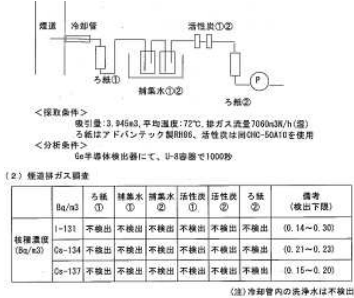 煙道 冷却管 活性炭①②
ろ紙① 捕集水①② ろ紙② P
<採取条件>
吸引量:3.945m3,平均温度:72℃,排ガス流量7060m3N/h(湿)
ろ紙はアドバンテック製RH86、活性炭は同CHC-50A10を使用
<分析条件>
Ge半導体検出器にて、U-8容器で1000秒
(2)煙道排ガス調査
Bq/m3 ろ紙① 捕集水① 捕集水② 活性炭① 活性炭② ろ紙② 備考(検出下限)
核種濃度(Bq/m3)
I-131 不検出 不検出 不検出 不検出 不検出 不検出 (0.14~0.30)
Cs-134 不検出 不検出 不検出 不検出 不検出 不検出 (0.21~0.23)
Cs-137 不検出 不検出 不検出 不検出 不検出 不検出 (0.15~0.20)
(注)冷却管内の洗浄水は不検出